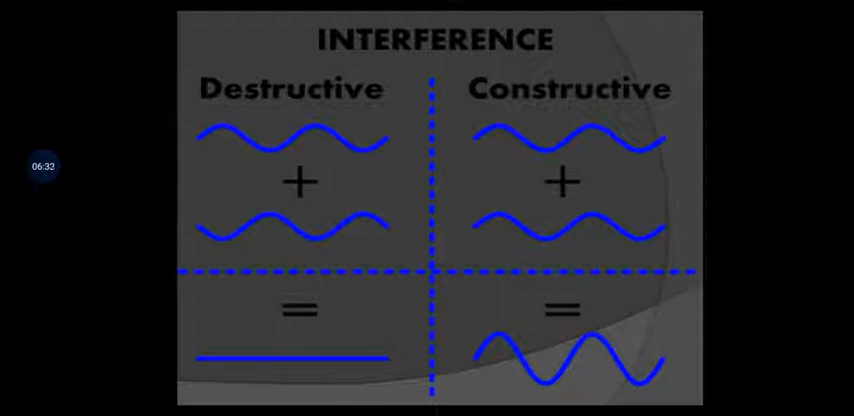 INTERFERENCE
Destructive
Constructive
06:32
+
+
=
=